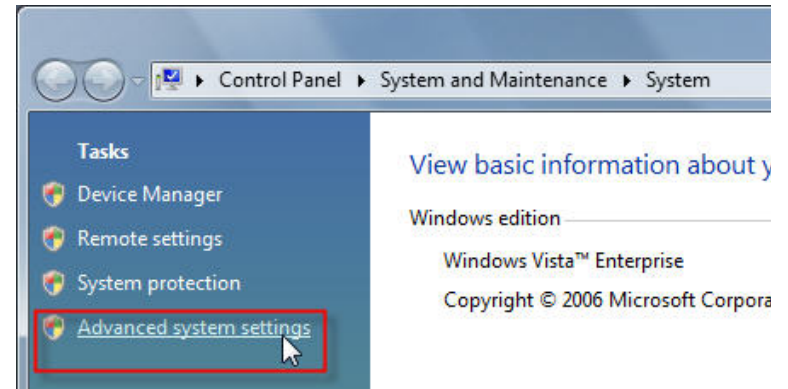 Control Panel System and Maintenance System
Tasks
Device Manager
Remote settings
System protection
Advanced system settings
View basic information about
Windows edition
Windows Vista™ Enterprise
Copyright © 2006 Microsoft